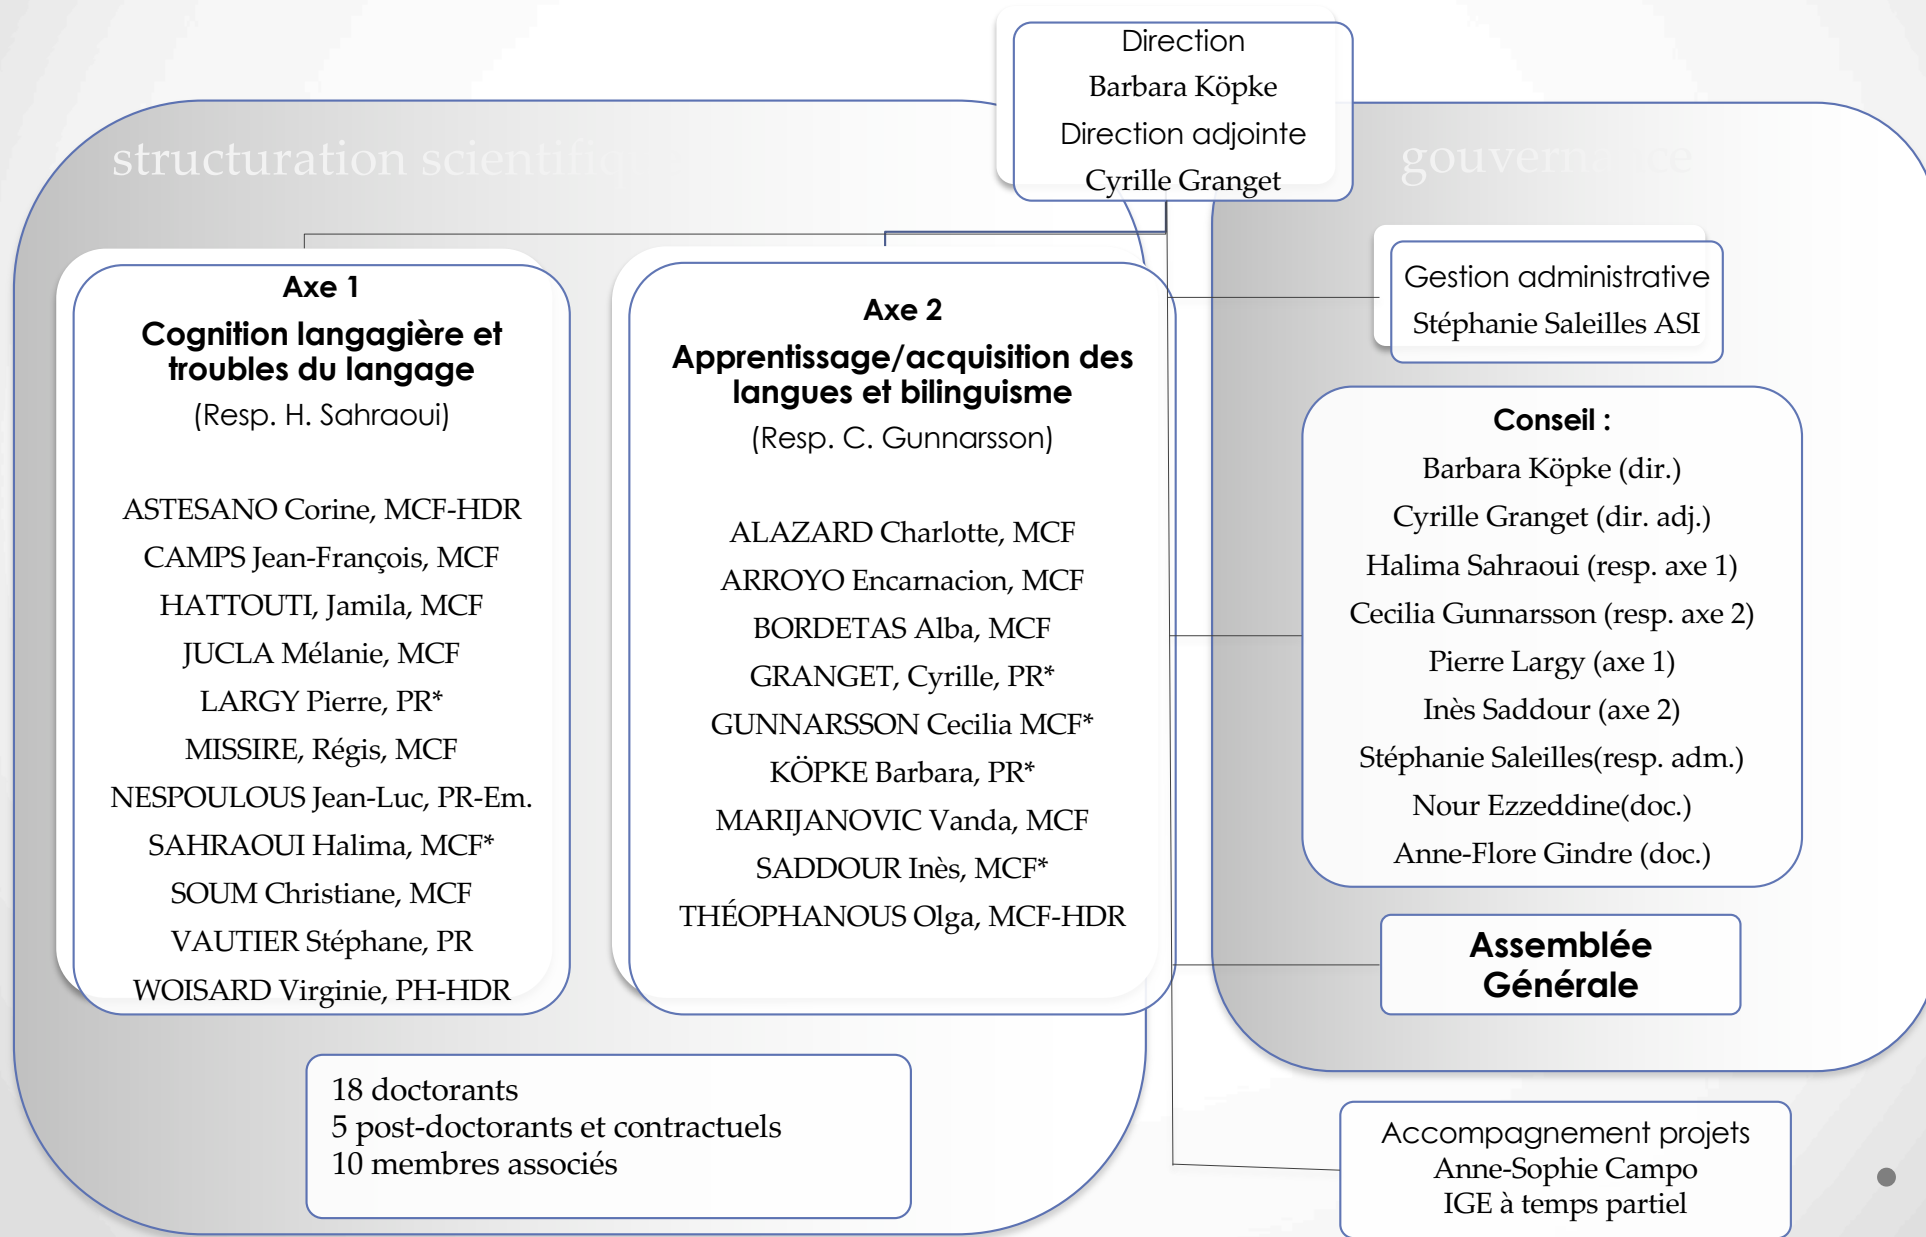 Direction
Barbara Köpke
Direction adjointe
Cyrille Granget
structuration scientifiq
gouvernance
Axe 1
Cognition langagière et
troubles du langage
(Resp. H. Sahraoui)
ASTESANO Corine, MCF-HDR
CAMPS Jean-François, MCF
HATTOUTI, Jamila, MCF
JUCLA Mélanie, MCF
LARGY Pierre, PR*
MISSIRE, Régis, MCF
NESPOULOUS Jean-Luc, PR-Em.
SAHRAOUI Halima, MCF*
SOUM Christiane, MCF
VAUTIER Stéphane, PR
WOISARD Virginie, PH-HDR
Axe 2
Apprentissage/acquisition des
langues et bilinguisme
(Resp. C. Gunnarsson)
ALAZARD Charlotte, MCF
ARROYO Encarnacion, MCF
BORDETAS Alba, MCF
GRANGET, Cyrille, PR*
GUNNARSSON Cecilia MCF*
KÖPKE Barbara, PR*
MARIJANOVIC Vanda, MCF
SADDOUR Inès, MCF*
THÉOPHANOUS Olga, MCF-HDR
18 doctorants
5 post-doctorants et contractuels
10 membres associés
Gestion administrative
Stéphanie Saleilles ASI
Conseil :
Barbara Köpke (dir.)
Cyrille Granget (dir. adj.)
Halima Sahraoui (resp. axe 1)
Cecilia Gunnarsson (resp. axe 2)
Pierre Largy (axe 1)
Inès Saddour (axe 2)
Stéphanie Saleilles(resp. adm.)
Nour Ezzeddine(doc.)
Anne-Flore Gindre (doc.)
Assemblée
Générale
Accompagnement projets
Anne-Sophie Campo
IGE à temps partiel